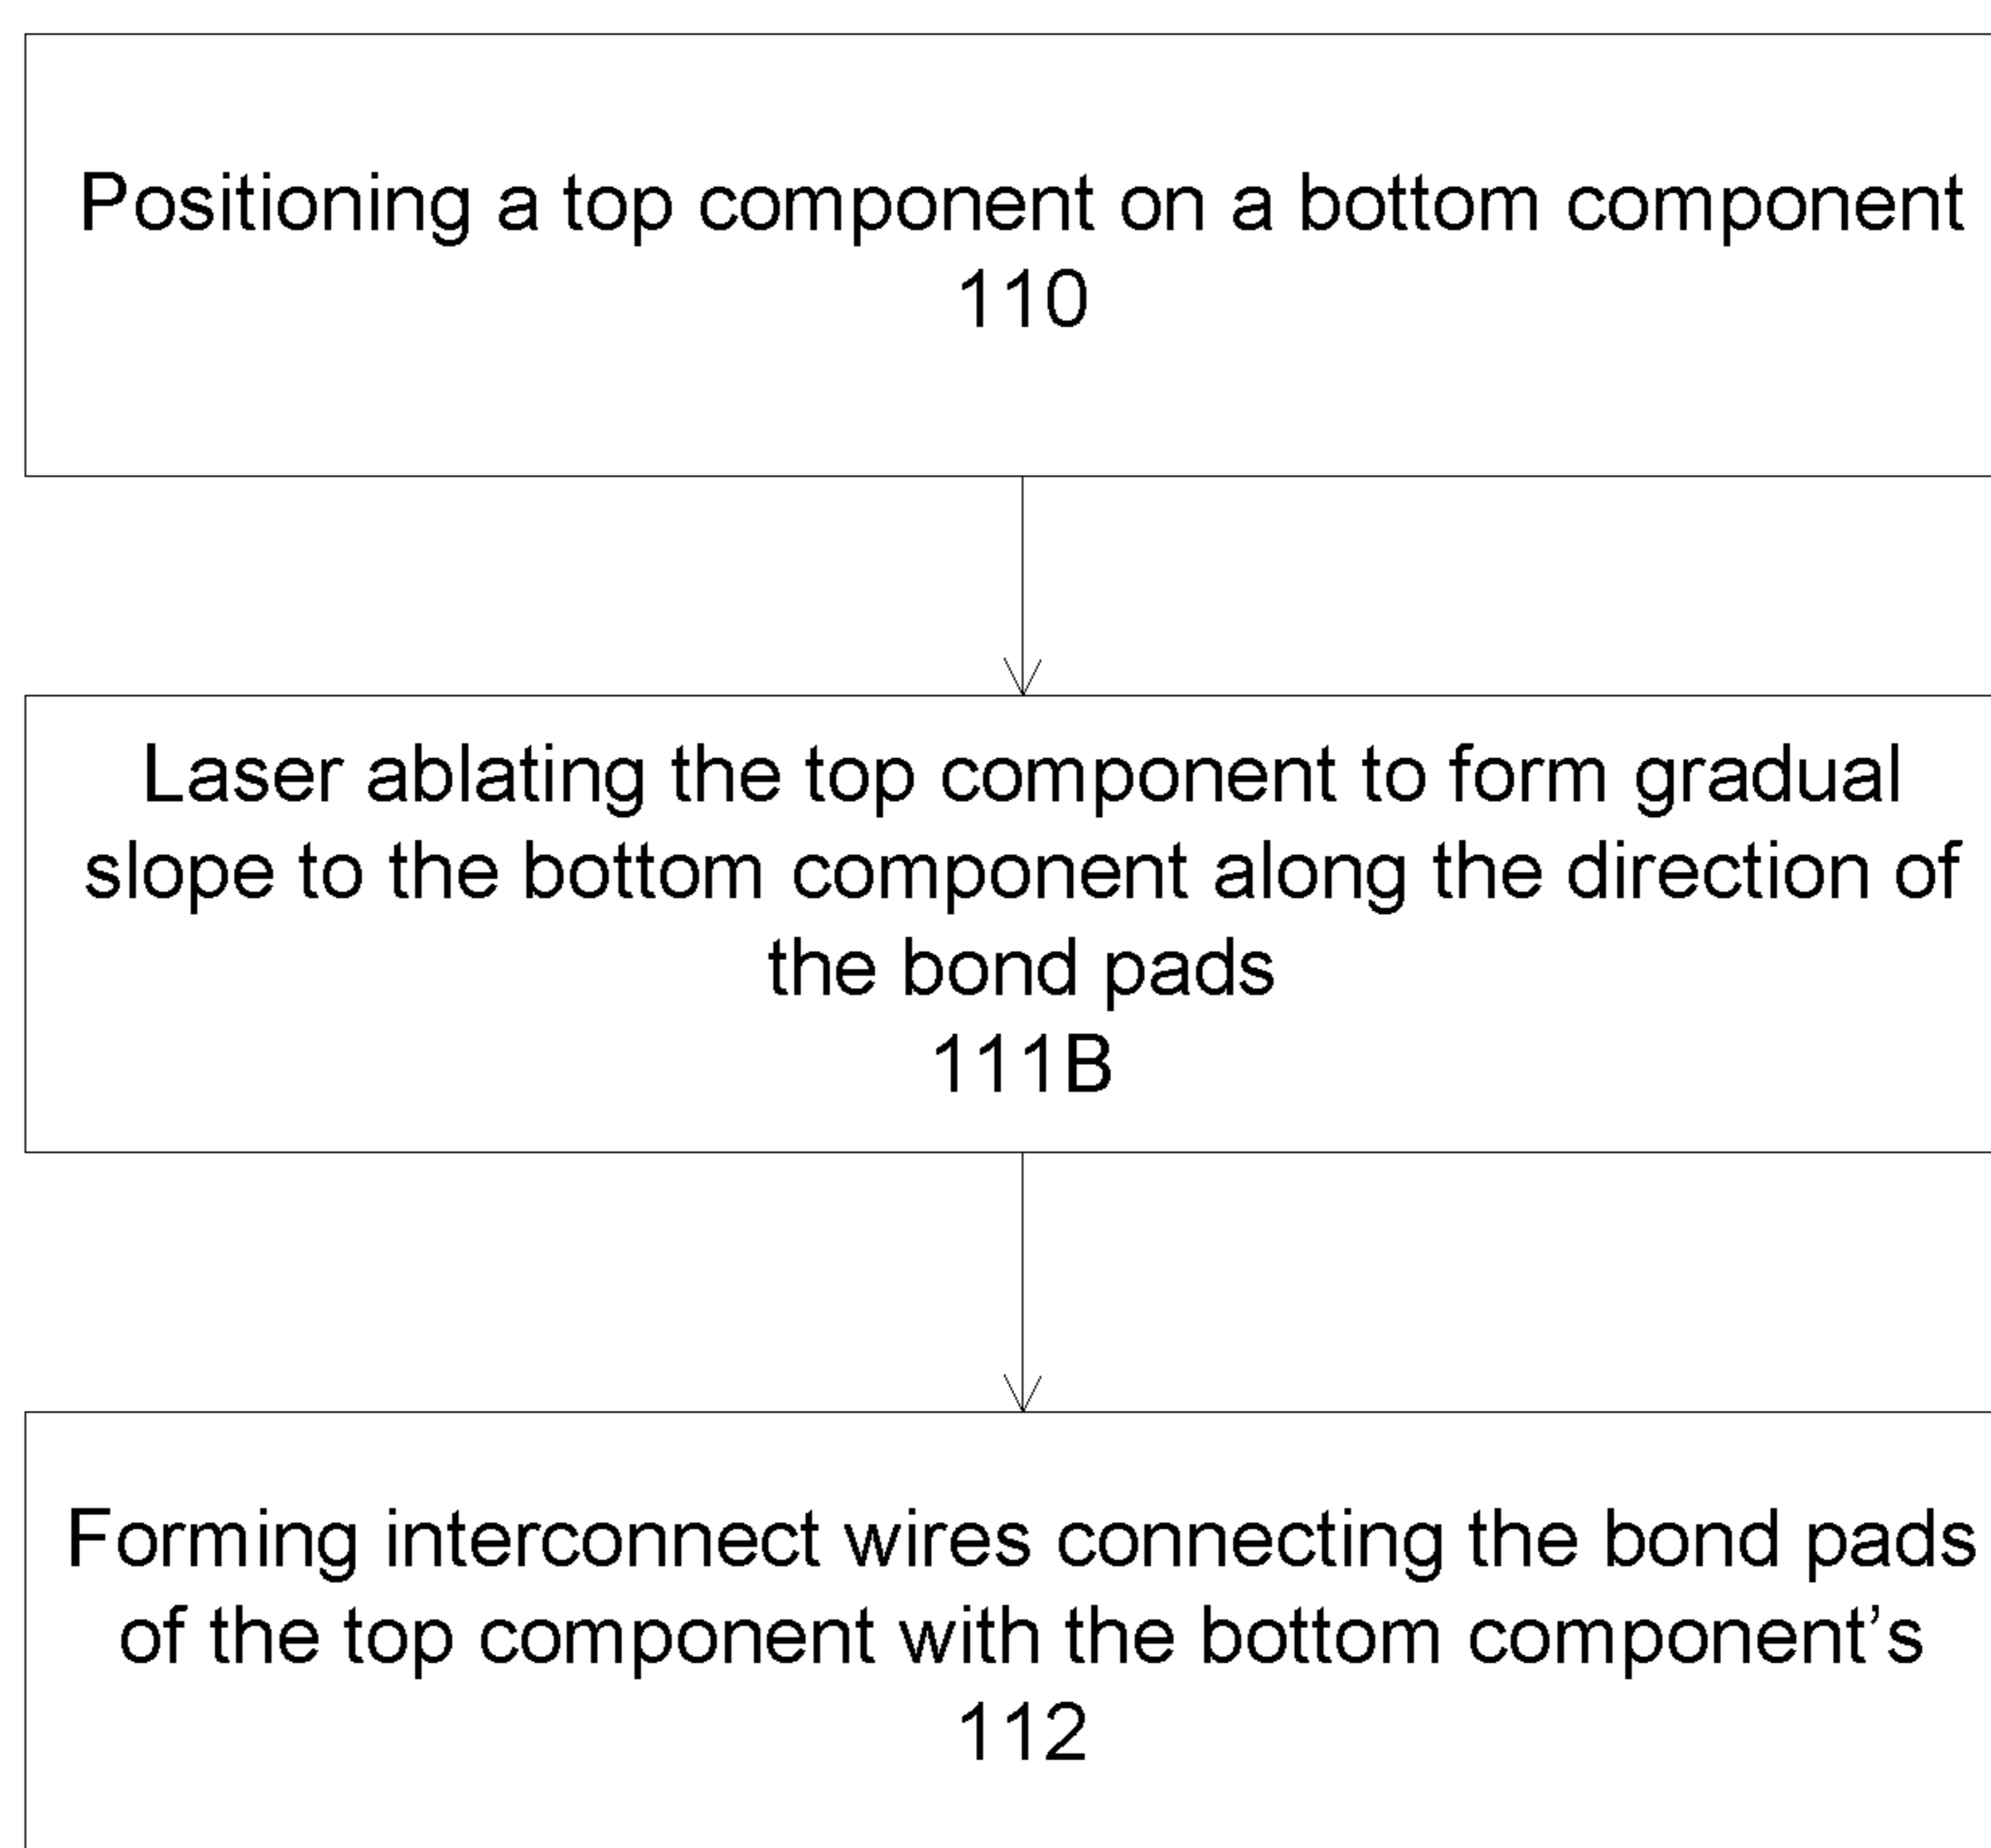 Positioning a top component on a bottom component
110
Laser ablating the top component to form gradual
slope to the bottom component along the direction of
the bond pads
111B
Forming interconnect wires connecting the bond pads
of the top component with the bottom component’s
112